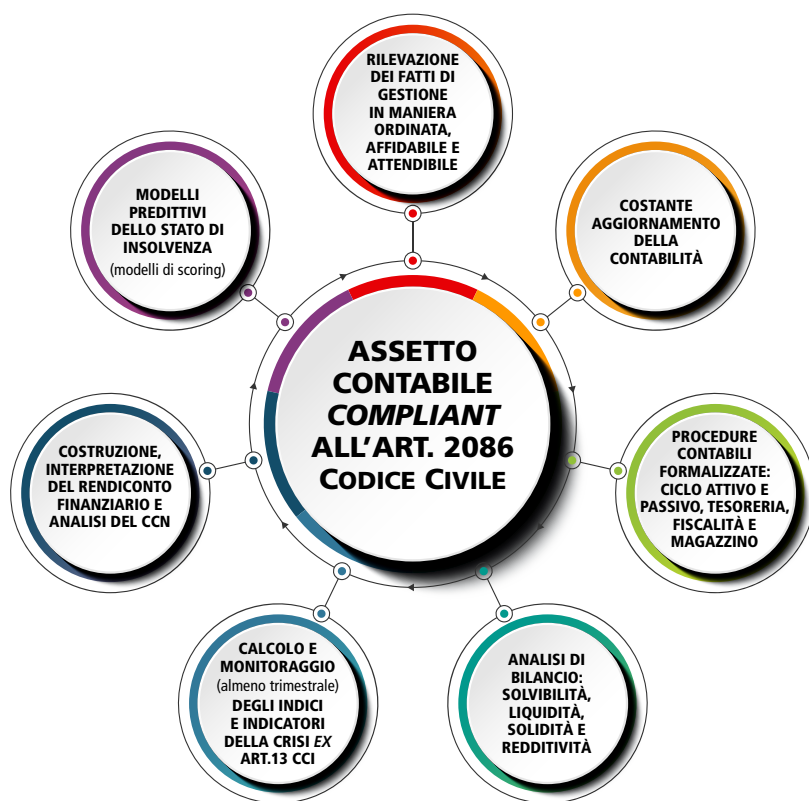 RILEVAZIONE
DEI FATTI DI
GESTIONE
IN MANIERA
ORDINATA,
AFFIDABILE E
ATTENDIBILE
COSTANTE
AGGIORNAMENTO
DELLA
CONTABILITÀ
PROCEDURE
CONTABILI
FORMALIZZATE:
CICLO ATTIVO E
PASSIVO, TESORERIA,
FISCALITÀ E
MAGAZZINO
ANALISI DI
BILANCIO:
SOLVIBILITÀ,
LIQUIDITÀ,
SOLIDITÀ E
REDDITIVITÀ
CALCOLO E
MONITORAGGIO
(almeno trimestrale)
DEGLI INDICI
E INDICATORI
DELLA CRISI EX
ART.13 CCI
COSTRUZIONE,
INTERPRETAZIONE
DEL RENDICONTO
FINANZIARIO E
ANALISI DEL CCN
MODELLI
PREDITTIVI
DELLO STATO DI
INSOLVENZA
(modelli di scoring)
ASSETTO
CONTABILE
COMPLIANT
ALL'ART. 2086
CODICE CIVILE